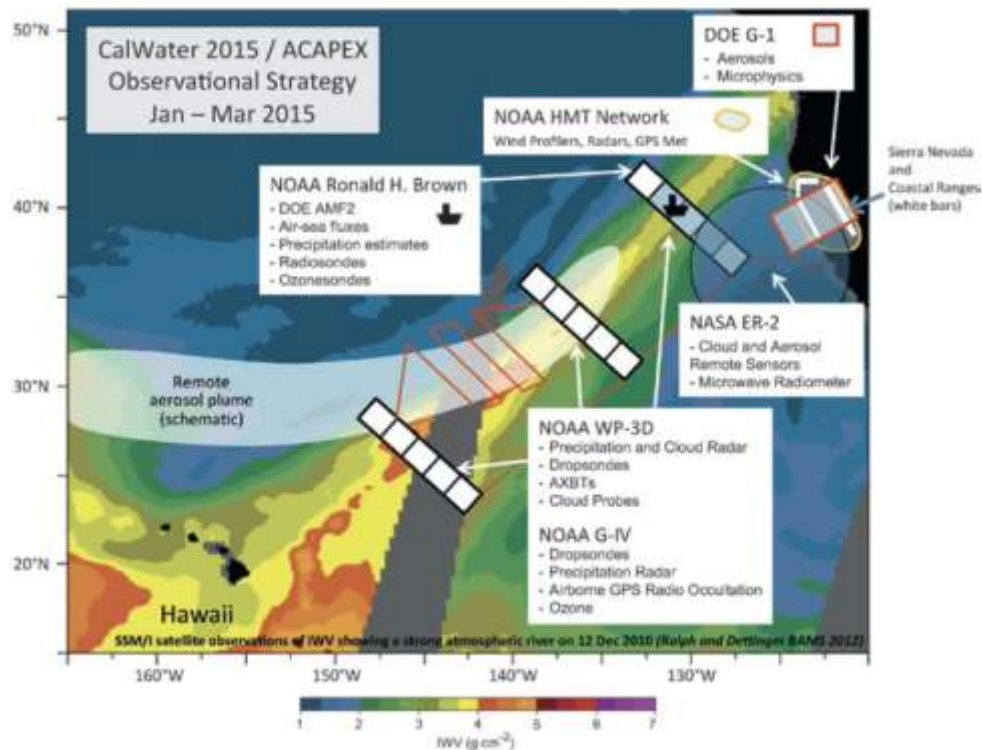 50°N
40°N
30°N
20°N
CalWater 2015 / ACAPEX
Observational Strategy
Jan – Mar 2015
DOE G-1
- Aerosols
- Microphysics
NOAA HMT Network
Wind Profilers, Radars, GPS Met
Sierra Nevada
and
Coastal Ranges
(white bars)
NOAA Ronald H. Brown
- DOE AMF2
- Air-sea fluxes
- Precipitation estimates
- Radiosondes
- Ozonesondes
NASA ER-2
- Cloud and Aerosol
Remote Sensors
- Microwave Radiometer
Remote
aerosol plume
(schematic)
NOAA WP-3D
- Precipitation and Cloud Radar
- Dropsondes
- AXBTs
- Cloud Probes
NOAA G-IV
- Dropsondes
- Precipitation Radar
- Airborne GPS Radio Occultation
- Ozone
Hawaii
SSM/I satellite observations of IWV showing a strong atmospheric river on 12 Dec 2010 (Ralph and Dettinger BAMS 2012)
160°W
150°W
140°W
130°W
1 2 3 4 5 6 7
IWV (g cm-2)